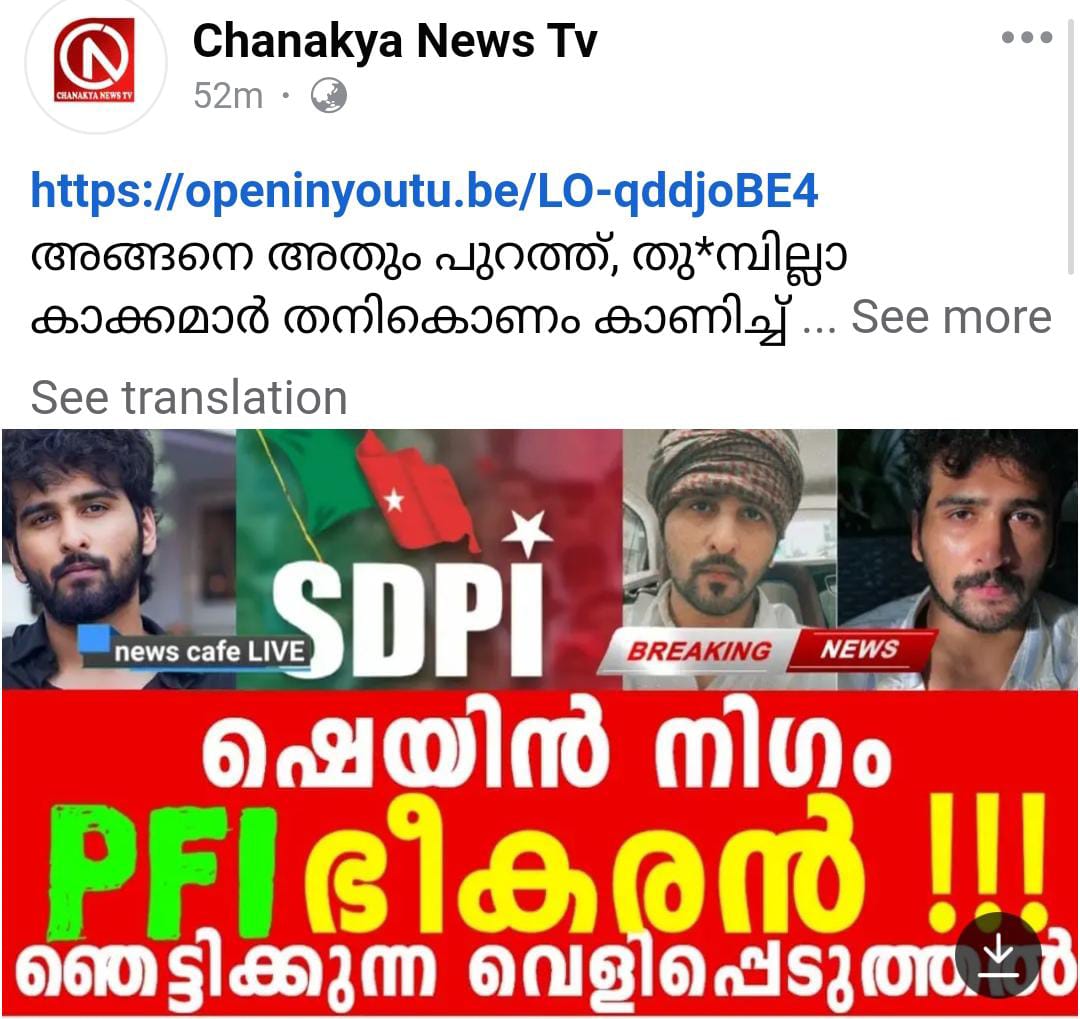 Chanakya News Tv
CHANAKYA NEWS TV
52m ·
https://openinyoutu.be/LO-qddjoBE4
അങ്ങനെ അതും പുറത്ത്, തു*മ്പില്ലാ
കാക്കമാർ തനികൊണം കാണിച്ച് ... See more
See translation
SDPI
news cafe LIVE
BREAKING NEWS
ഷെയിൻ നിഗം
PFI ഭീകരൻ !!!
ഞെട്ടിക്കുന്ന